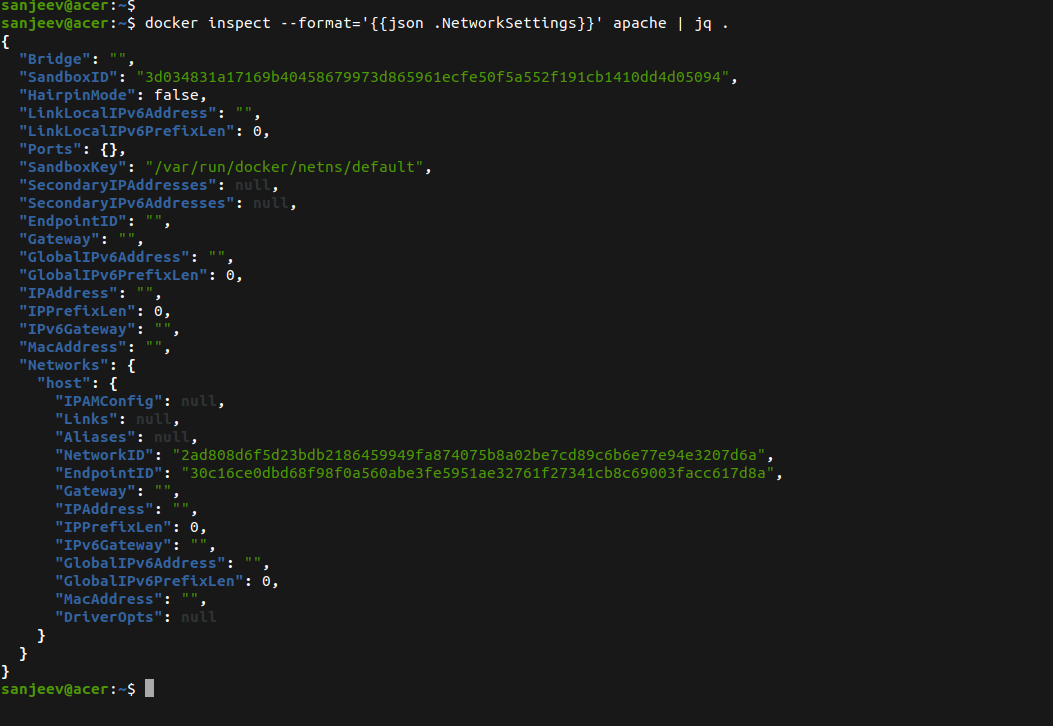 sanjeev@acer:~$
sanjeev@acer:~$ docker inspect --format='{{json .NetworkSettings}}' apache | jq .
{
  "Bridge": "",
  "SandboxID": "3d034831a17169b40458679973d865961ecfe50f5a552f191cb1410dd4d05094",
  "HairpinMode": false,
  "LinkLocalIPv6Address": "",
  "LinkLocalIPv6PrefixLen": 0,
  "Ports": {},
  "SandboxKey": "/var/run/docker/netns/default",
  "SecondaryIPAddresses": null,
  "SecondaryIPv6Addresses": null,
  "EndpointID": "",
  "Gateway": "",
  "GlobalIPv6Address": "",
  "GlobalIPv6PrefixLen": 0,
  "IPAddress": "",
  "IPPrefixLen": 0,
  "IPv6Gateway": "",
  "MacAddress": "",
  "Networks": {
    "host": {
      "IPAMConfig": null,
      "Links": null,
      "Aliases": null,
      "NetworkID": "2ad808d6f5d23bdb2186459949fa874075b8a02be7cd89c6b6e77e94e3207d6a",
      "EndpointID": "30c16ce0dbd68f98f0a560abe3fe5951ae32761f27341cb8c69003facc617d8a",
      "Gateway": "",
      "IPAddress": "",
      "IPPrefixLen": 0,
      "IPv6Gateway": "",
      "GlobalIPv6Address": "",
      "GlobalIPv6PrefixLen": 0,
      "MacAddress": "",
      "DriverOpts": null
    }
  }
}
sanjeev@acer:~$